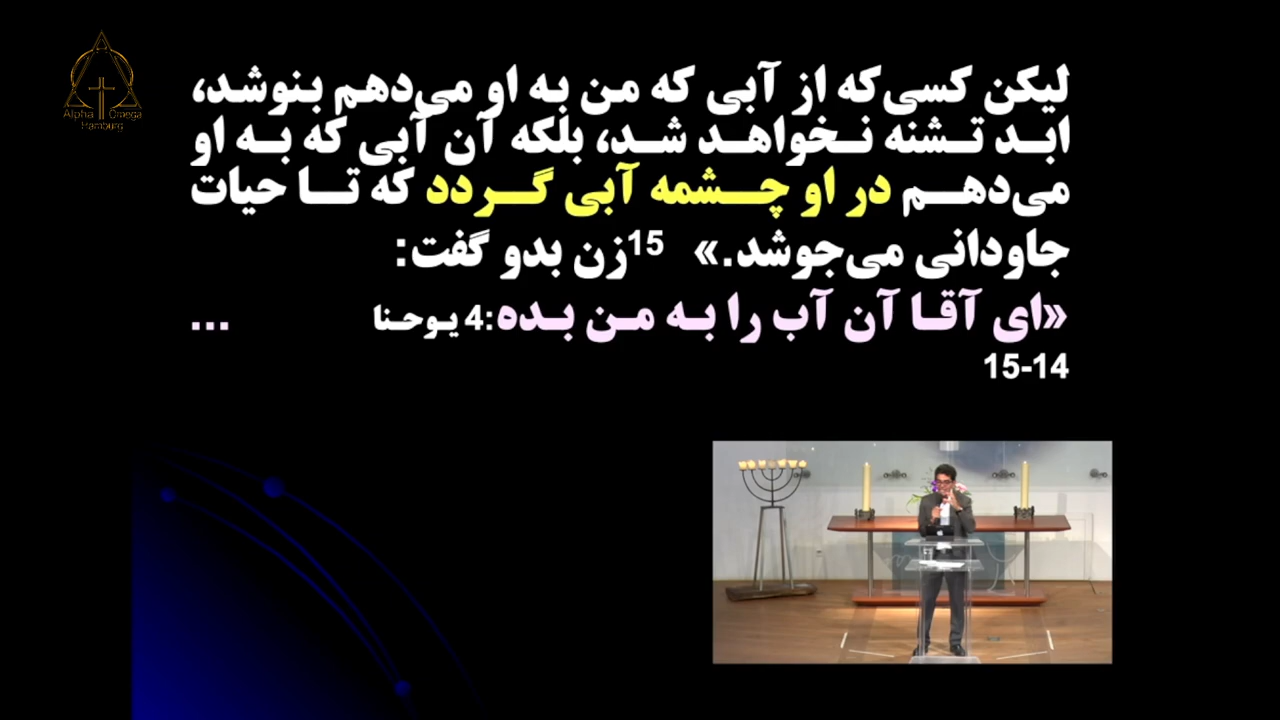 Alpha Omega
Hamburg
لیکن کسی‌که از آبی که من به او می‌دهم بنوشد،
ابد تشنه نخواهد شد، بلکه آن آبی که به او
می‌دهم در او چشمه آبی گردد که تا حیات
جاودانی می‌جوشد.» 15زن بدو گفت:
«ای آقا آن آب را به من بده:4 یوحنا ...
15-14